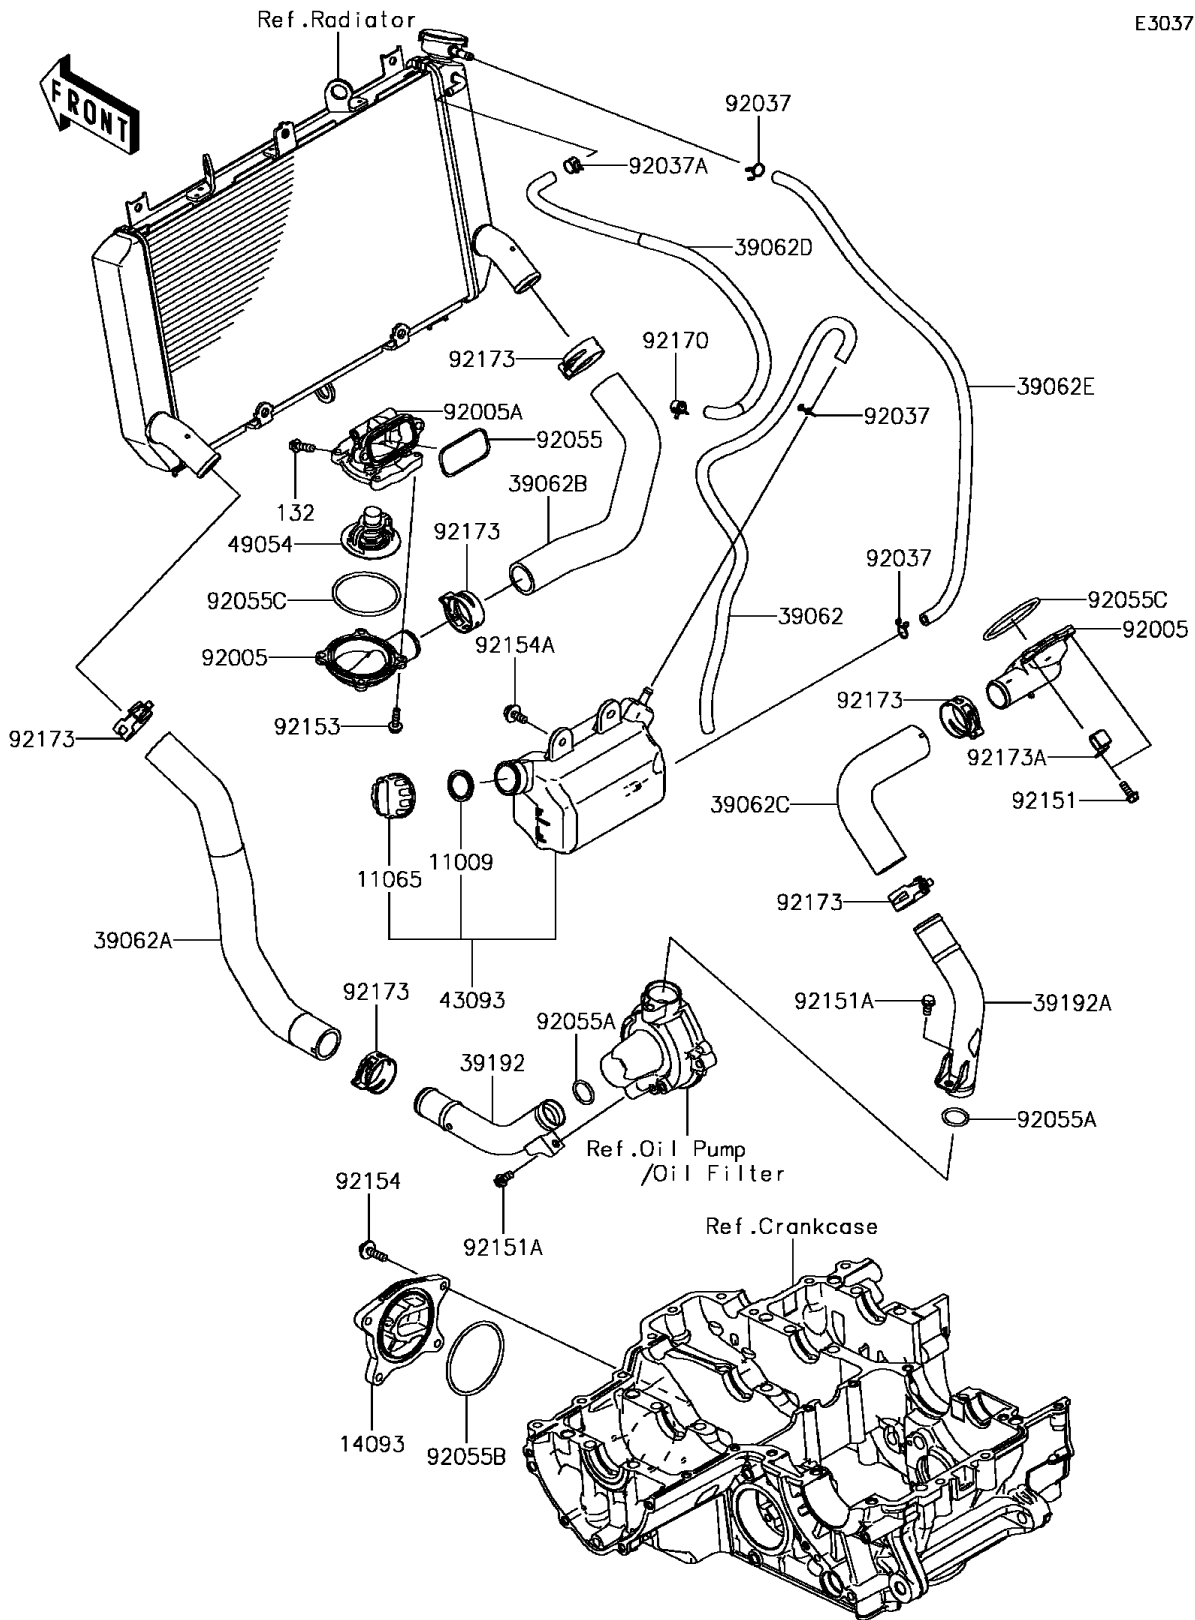 Ref.Radiator
E3037
FRONT
92037
92037A
39062D
92173
92170
39062E
92037
92005A
92055
132
39062B
49054
92173
92037
92055C
92055C
39062
92005
92005
92154A
92173
92153
92173
92173A
39062C
92151
11009
11065
92173
39062A
92173
43093
92151A
39192A
92055A
39192
92055A
Ref.Oil Pump
/Oil Filter
92154
92151A
Ref.Crankcase
14093
92055B